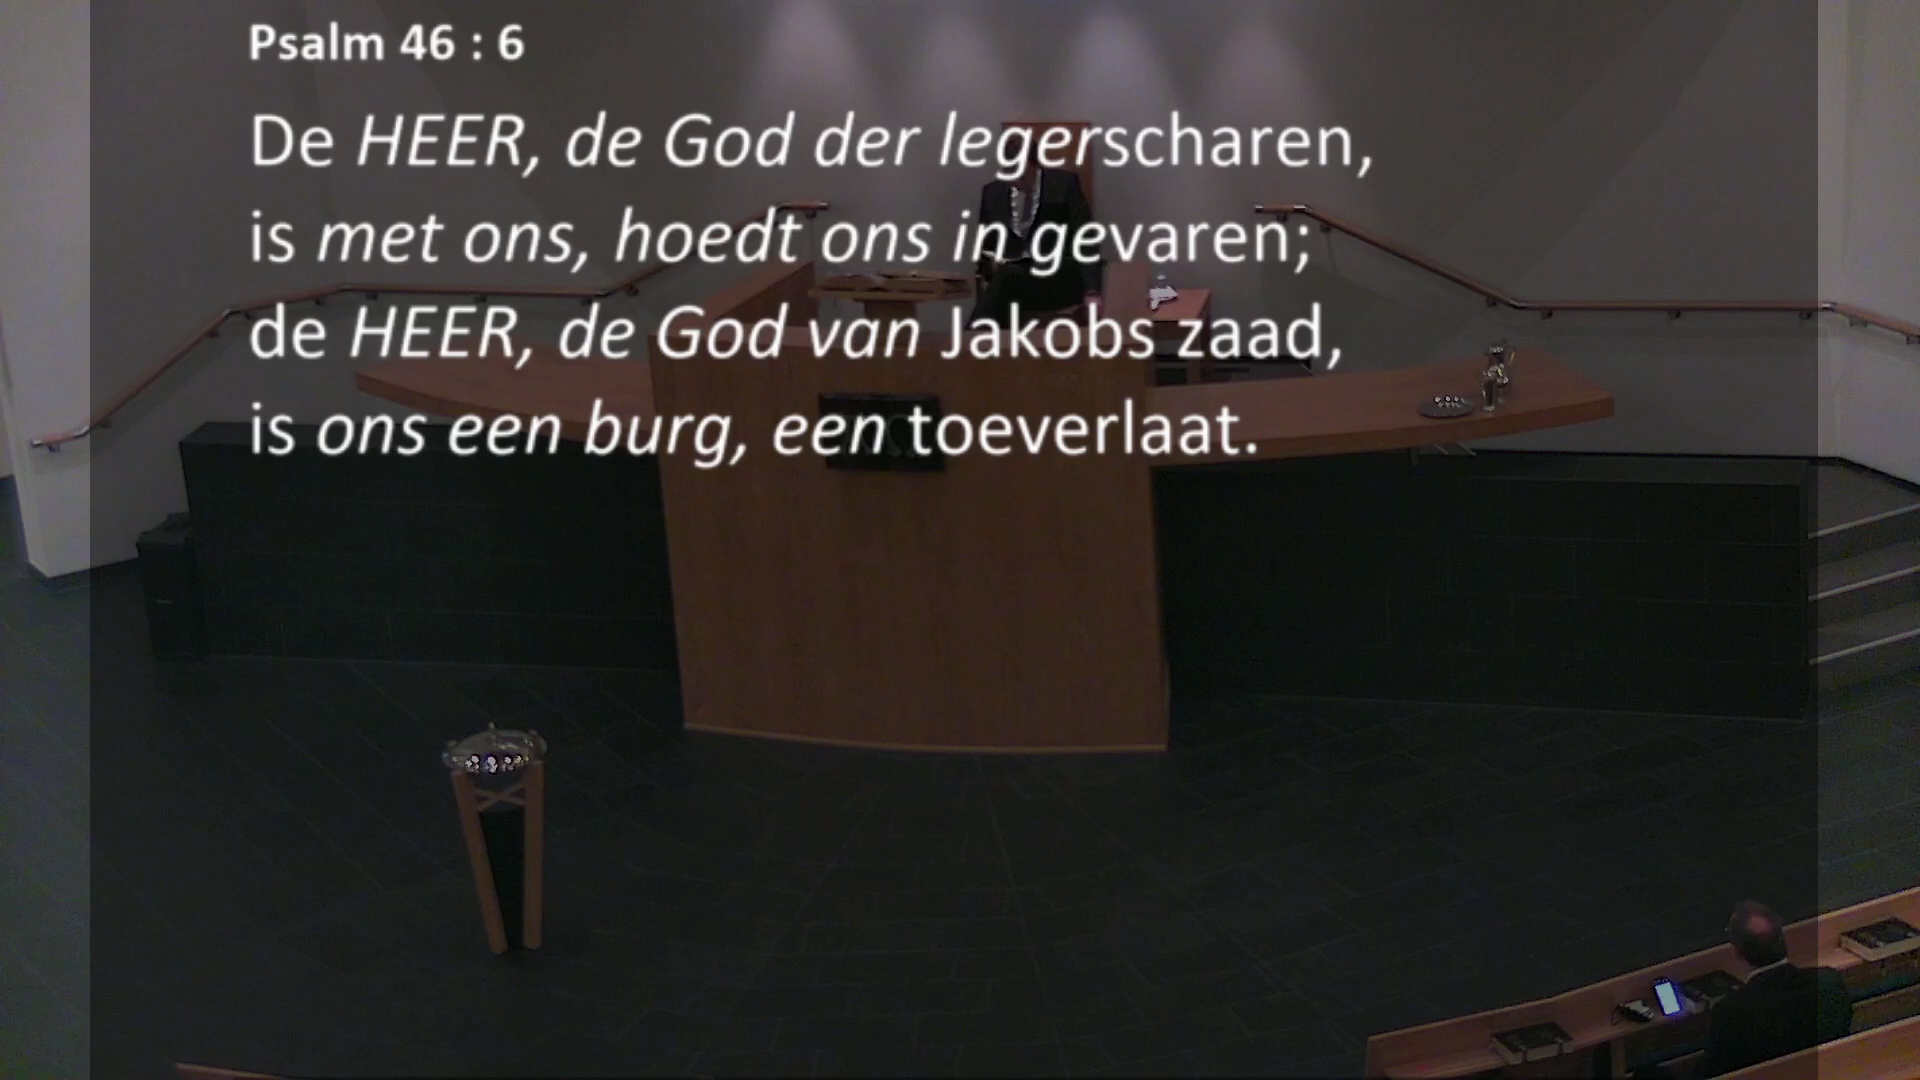 Psalm 46 : 6
De HEER, de God der legerscharen,
is met ons, hoedt ons in gevaren;
de HEER, de God van Jakobs zaad,
is ons een burg, een toeverlaat.